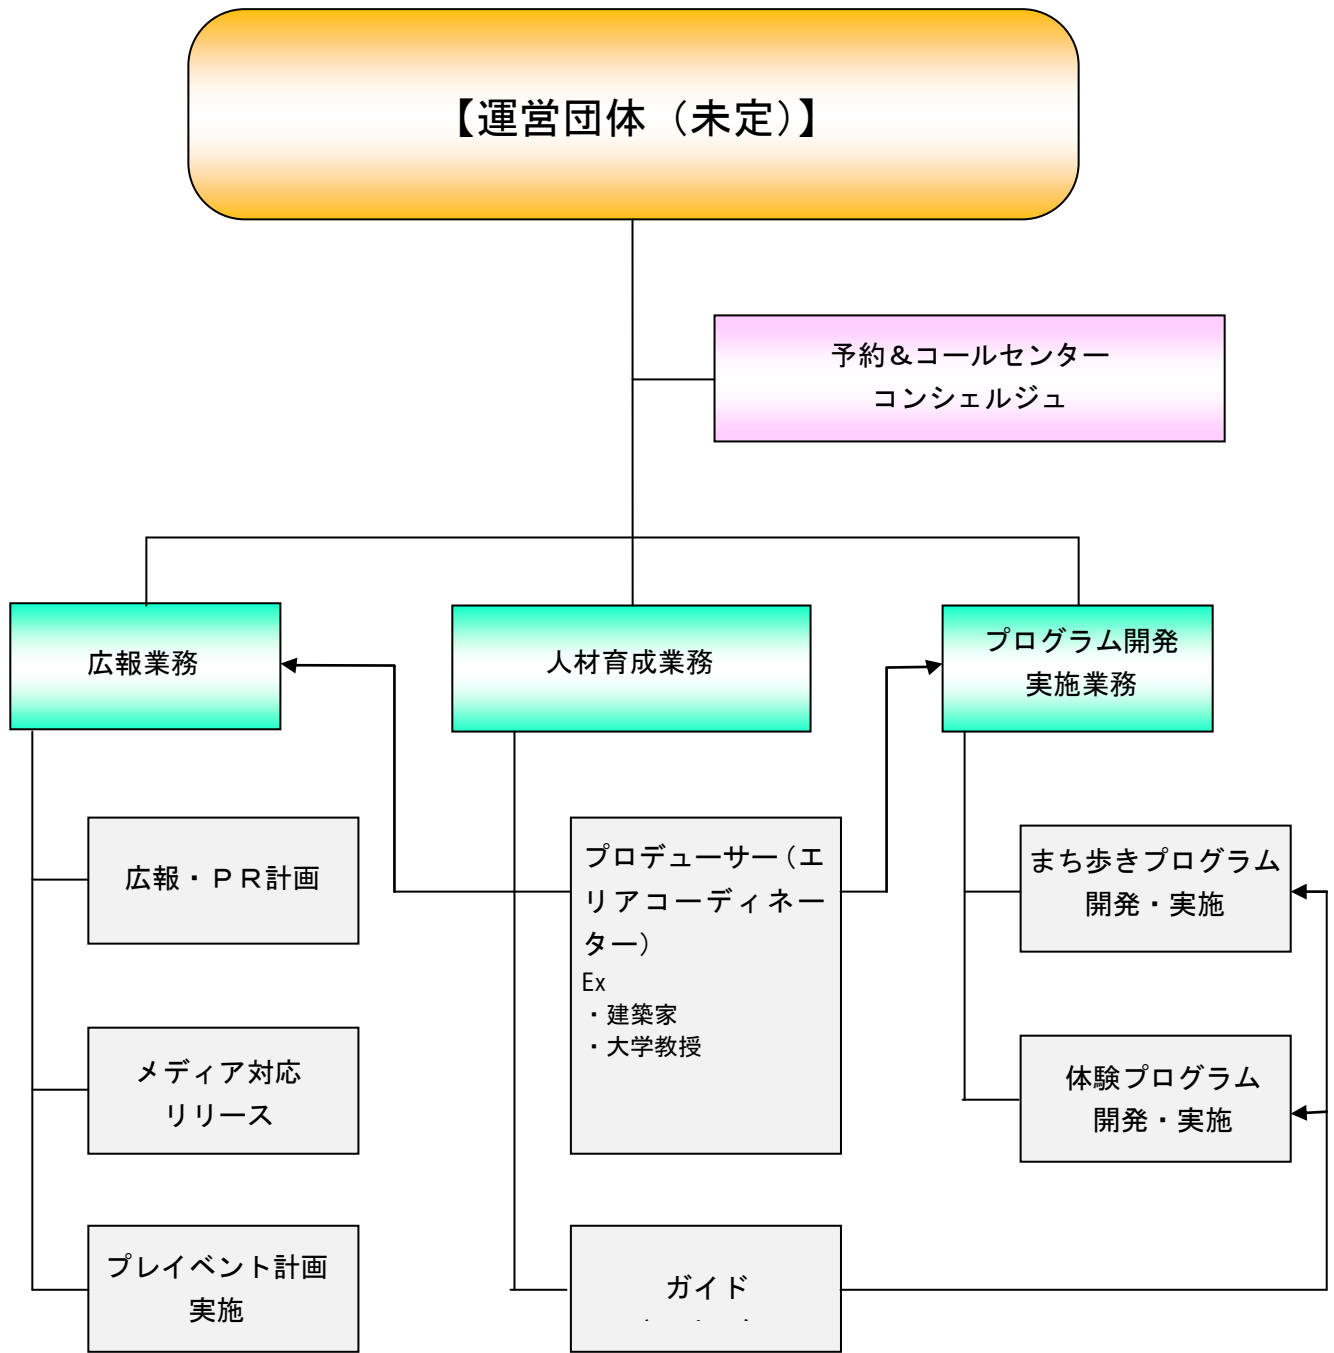 【運営団体（未定）】
予約＆コールセンター
コンシェルジュ
広報業務
人材育成業務
プログラム開発
実施業務
広報・ＰＲ計画
メディア対応
リリース
プレイベント計画
実施
プロデューサー（エ
リアコーディネー
ター）
Ex
・建築家
・大学教授
ガイド
まち歩きプログラム
開発・実施
体験プログラム
開発・実施